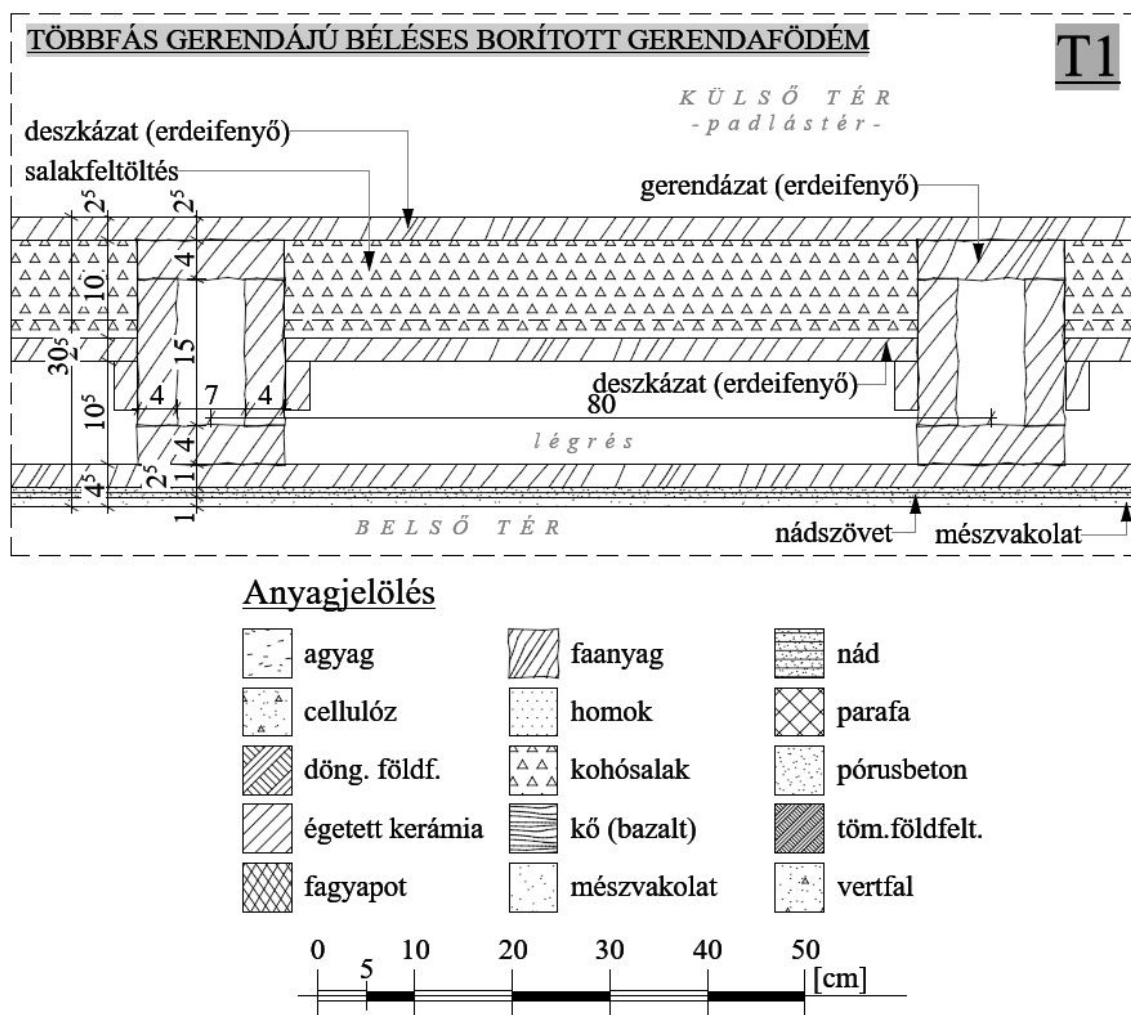 TÖBBFÁS GERENDÁJÚ BÉLÉSES BORÍTOTT GERENDAFÖDÉM
T1
KÜLSŐ TÉR
-padlástér-
deszkázat (erdeifenyő)
salakfeltöltés
gerendázat (erdeifenyő)
2⁵ 2⁵
4
10
15
30⁵
deszkázat (erdeifenyő)
4 7 4
80
10⁵
4
légrés
2⁵
1
4⁵
1
BELSŐ TÉR
nádszövet
mészvakolat
Anyagjelölés
agyag
faanyag
nád
cellulóz
homok
parafa
döng. földf.
kohósalak
pórusbeton
égetett kerámia
kő (bazalt)
töm.földfelt.
fagyapot
mészvakolat
vertfal
0 5 10 20 30 40 50
[cm]